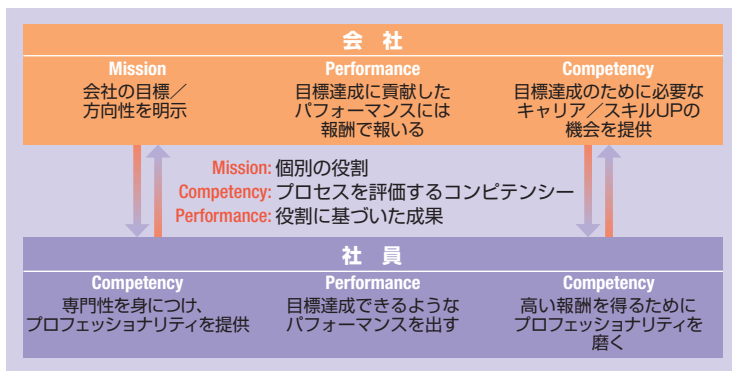 会 社
Mission
会社の目標／
方向性を明示
Performance
目標達成に貢献した
パフォーマンスには
報酬で報いる
Competency
目標達成のために必要な
キャリア／スキルUPの
機会を提供
Mission: 個別の役割
Competency: プロセスを評価するコンピテンシー
Performance: 役割に基づいた成果
社 員
Competency
専門性を身につけ、
プロフェッショナリティを提供
Performance
目標達成できるような
パフォーマンスを出す
Competency
高い報酬を得るために
プロフェッショナリティを
磨く